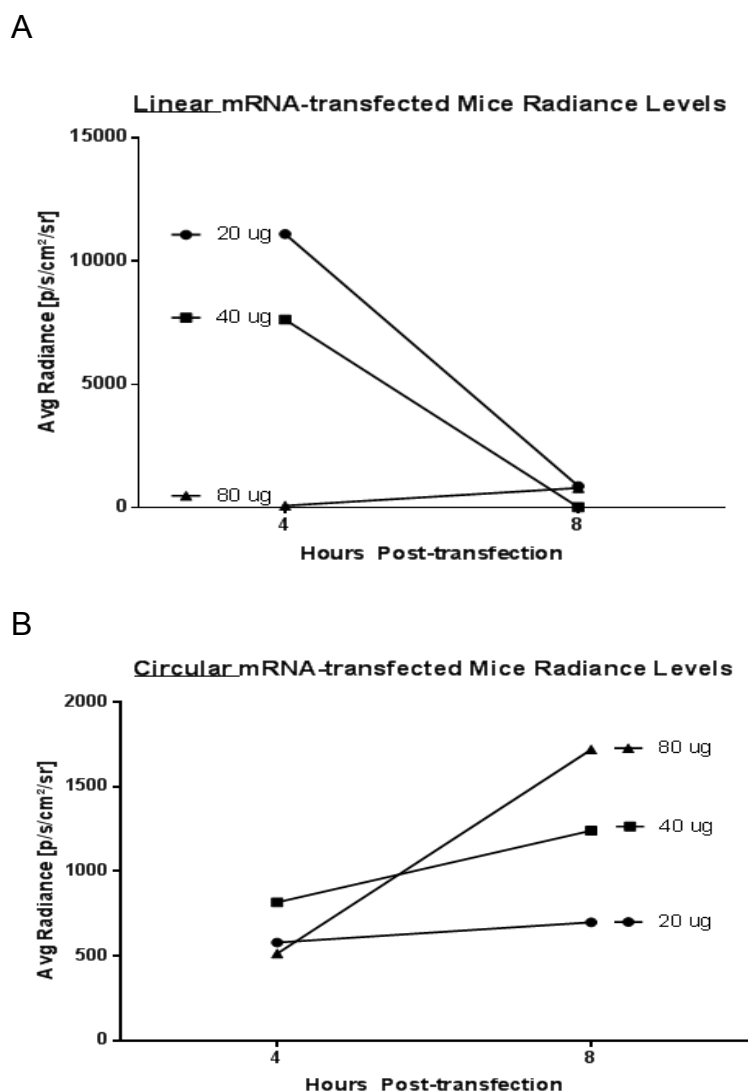 A
Linear mRNA-transfected Mice Radiance Levels
15000
10000
5000
0
Avg Radiance [p/s/cm²/sr]
20 ug
40 ug
80 ug
4 8
Hours Post-transfection
B
Circular mRNA-transfected Mice Radiance Levels
2000
1500
1000
500
0
Avg Radiance [p/s/cm²/sr]
80 ug
40 ug
20 ug
4 8
Hours Post-transfection